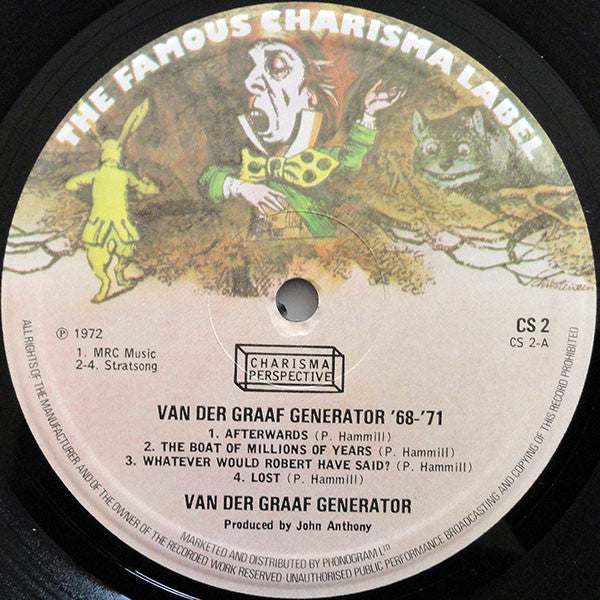 THE FAMOUS CHARISMA LABEL
℗ 1972
1. MRC Music
2-4. Stratsong
CS 2
CS 2-A
CHARISMA
PERSPECTIVE
VAN DER GRAAF GENERATOR '68-'71
1. AFTERWARDS (P. Hammill)
2. THE BOAT OF MILLIONS OF YEARS (P. Hammill)
3. WHATEVER WOULD ROBERT HAVE SAID? (P. Hammill)
4. LOST (P. Hammill)
VAN DER GRAAF GENERATOR
Produced by John Anthony
MARKETED AND DISTRIBUTED BY PHONOGRAM LTD
ALL RIGHTS OF THE MANUFACTURER AND OF THE OWNER OF THE RECORDED WORK RESERVED·UNAUTHORISED PUBLIC PERFORMANCE BROADCASTING AND COPYING OF THIS RECORD PROHIBITED